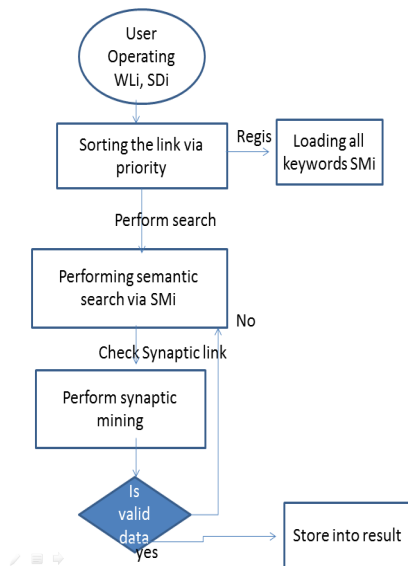 User
Operating
WLi, SDi
Sorting the link via
priority
Regis
Loading all
keywords SMi
Perform search
Performing semantic
search via SMi
No
Check Synaptic link
Perform synaptic
mining
Is
valid
data
yes
Store into result